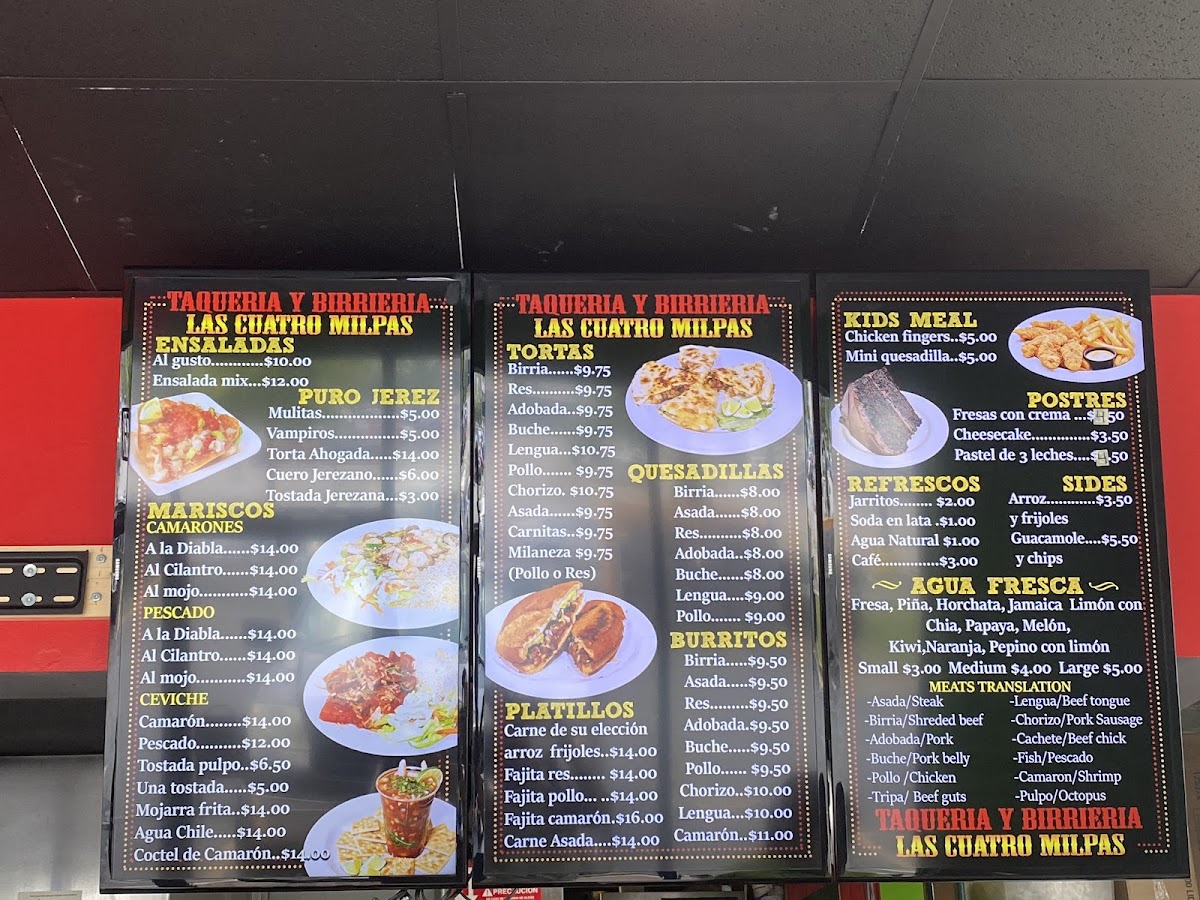 TAQUERIA Y BIRRIERIA
LAS CUATRO MILPAS
ENSALADAS
Al gusto............$10.00
Ensalada mix...$12.00
PURO JEREZ
Mulitas..................$5.00
Vampiros...............$5.00
Torta Ahogada.....$14.00
Cuero Jerezano......$6.00
Tostada Jerezana...$3.00
MARISCOS
CAMARONES
A la Diabla......$14.00
Al Cilantro......$14.00
Al mojo...........$14.00
PESCADO
A la Diabla......$14.00
Al Cilantro......$14.00
Al mojo...........$14.00
CEVICHE
Camarón.........$14.00
Pescado..........$12.00
Tostada pulpo..$6.50
Una tostada.....$5.00
Mojarra frita..$14.00
Agua Chile.....$14.00
Coctel de Camarón..$14.00
TAQUERIA Y BIRRIERIA
LAS CUATRO MILPAS
TORTAS
Birria......$9.75
Res..........$9.75
Adobada..$9.75
Buche......$9.75
Lengua...$10.75
Pollo....... $9.75
Chorizo. $10.75
Asada......$9.75
Carnitas..$9.75
Milaneza $9.75
(Pollo o Res)
QUESADILLAS
Birria......$8.00
Asada......$8.00
Res..........$8.00
Adobada..$8.00
Buche......$8.00
Lengua....$9.00
Pollo....... $9.00
BURRITOS
Birria.....$9.50
Asada.....$9.50
Res.........$9.50
Adobada.$9.50
Buche.....$9.50
Pollo...... $9.50
Chorizo..$10.00
Lengua...$10.00
Camarón..$11.00
PLATILLOS
Carne de su elección
arroz frijoles..$14.00
Fajita res........ $14.00
Fajita pollo... ..$14.00
Fajita camarón.$16.00
Carne Asada....$14.00
KIDS MEAL
Chicken fingers..$5.00
Mini quesadilla..$5.00
POSTRES
Fresas con crema ...$4.50
Cheesecake...............$3.50
Pastel de 3 leches....$4.50
REFRESCOS
Jarritos........ $2.00
Soda en lata .$1.00
Agua Natural $1.00
Café.............$3.00
SIDES
Arroz............$3.50
y frijoles
Guacamole....$5.50
y chips
AGUA FRESCA
Fresa, Piña, Horchata, Jamaica Limón con
Chia, Papaya, Melón,
Kiwi,Naranja, Pepino con limón
Small $3.00 Medium $4.00 Large $5.00
MEATS TRANSLATION
-Asada/Steak
-Birria/Shreded beef
-Adobada/Pork
-Buche/Pork belly
-Pollo /Chicken
-Tripa/ Beef guts
-Lengua/Beef tongue
-Chorizo/Pork Sausage
-Cachete/Beef chick
-Fish/Pescado
-Camaron/Shrimp
-Pulpo/Octopus
TAQUERIA Y BIRRIERIA
LAS CUATRO MILPAS
PRECAUCION